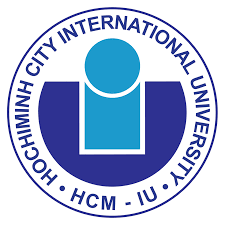 HOCHIMINH CITY INTERNATIONAL UNIVERSITY
• HCM - IU •